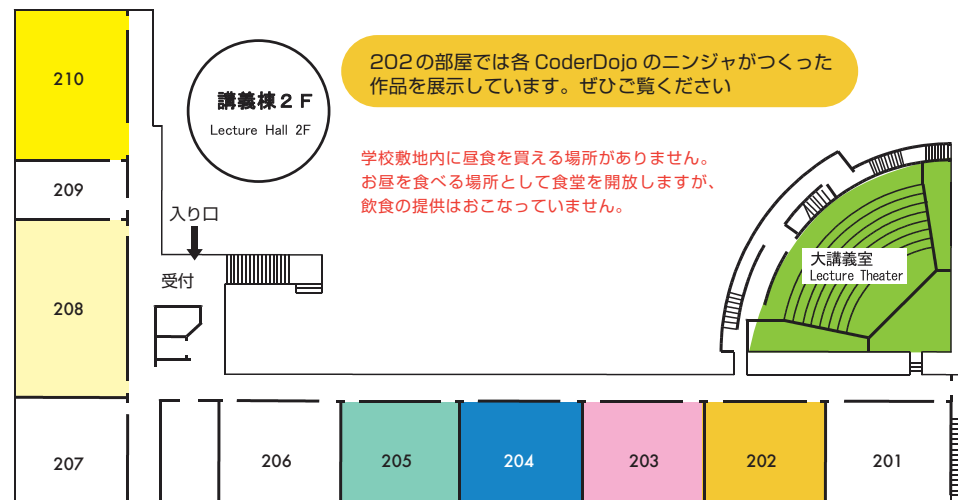 210
講義棟2F
Lecture Hall 2F
202の部屋では各 CoderDojo のニンジャがつくった
作品を展示しています。ぜひご覧ください
学校敷地内に昼食を買える場所がありません。
お昼を食べる場所として食堂を開放しますが、
飲食の提供はおこなっていません。
209
入り口
受付
大講義室
Lecture Theater
208
207
206
205
204
203
202
201